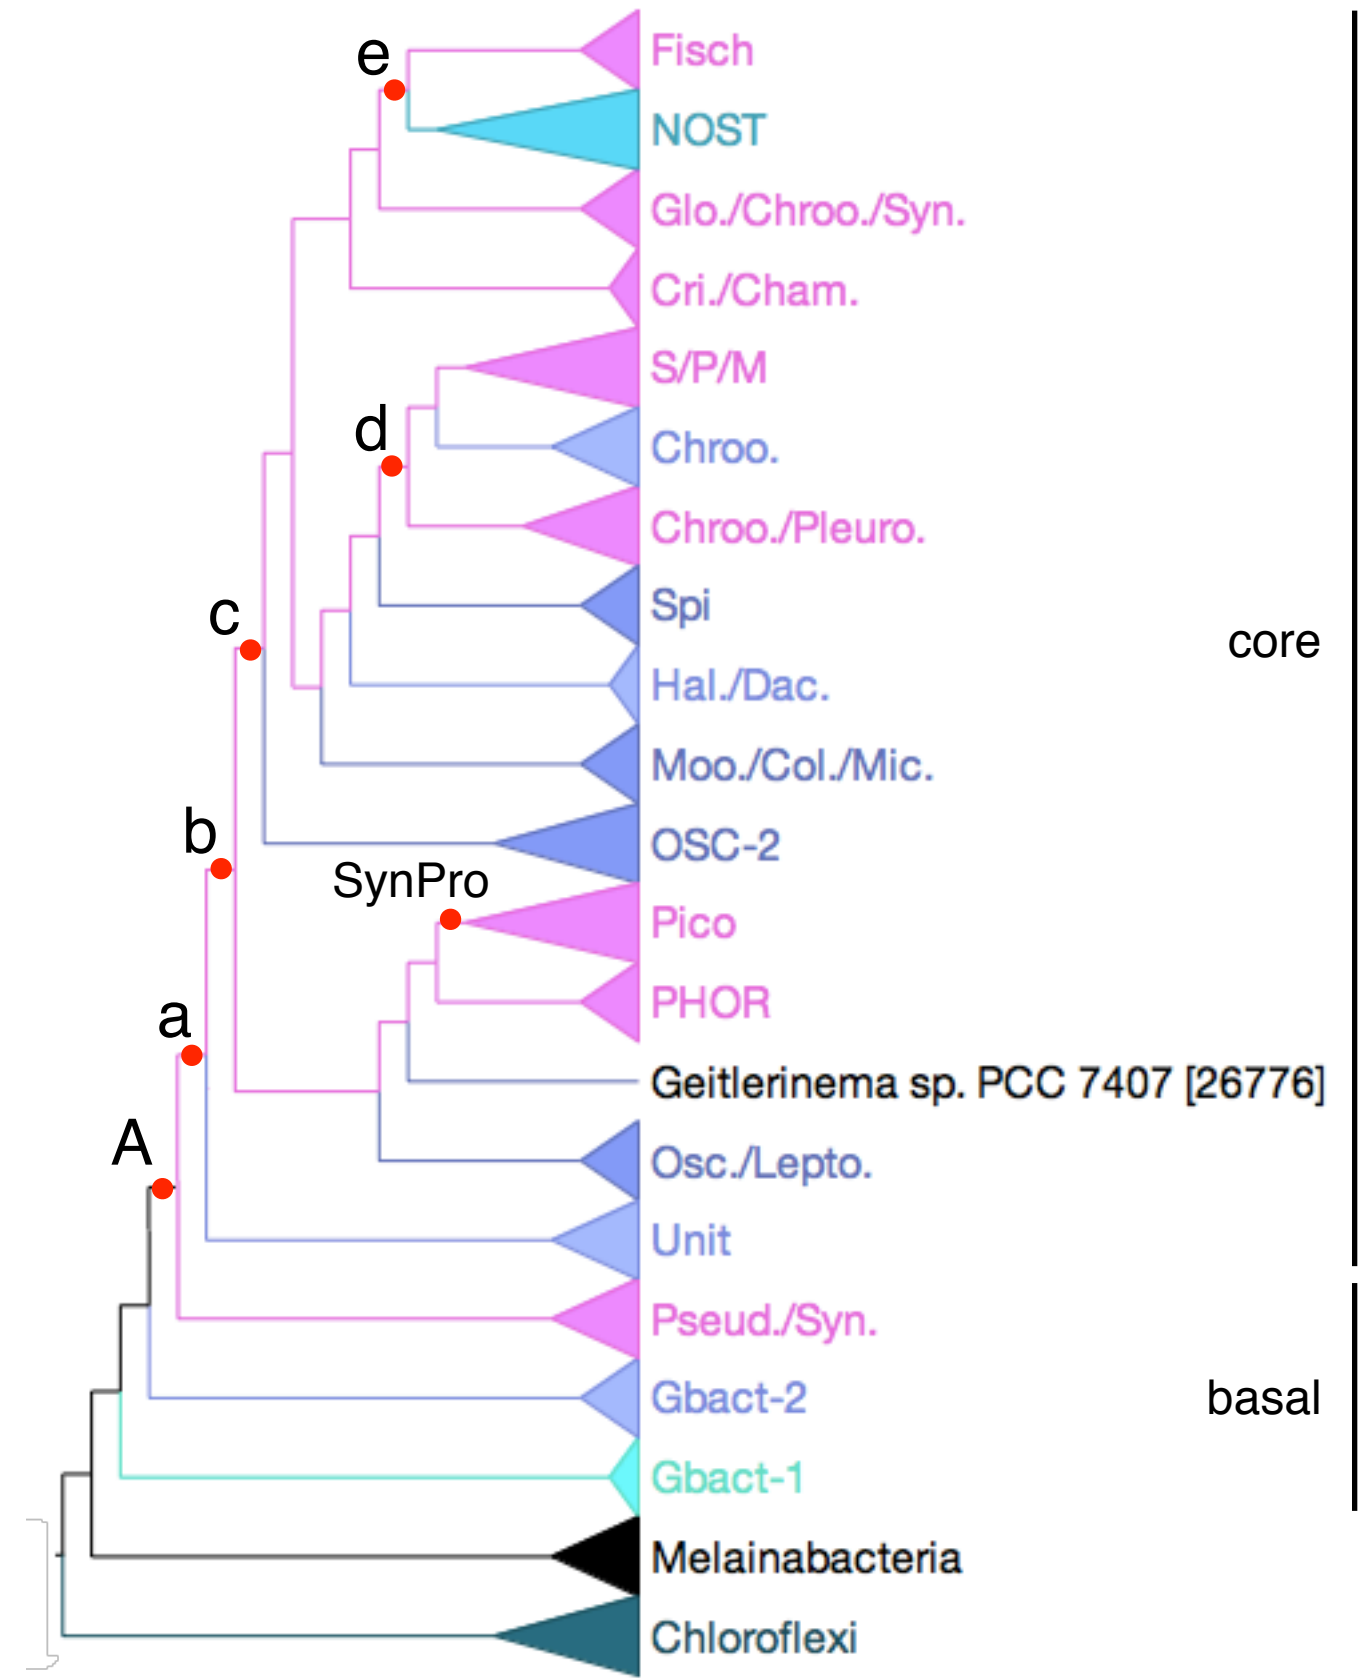 e
Fisch
NOST
Glo./Chroo./Syn.
Cri./Cham.
S/P/M
d
Chroo.
Chroo./Pleuro.
Spi
c
core
Hal./Dac.
Moo./Col./Mic.
b
OSC-2
SynPro
Pico
PHOR
a
Geitlerinema sp. PCC 7407 [26776]
A
Osc./Lepto.
Unit
Pseud./Syn.
Gbact-2
basal
Gbact-1
Melainabacteria
Chloroflexi